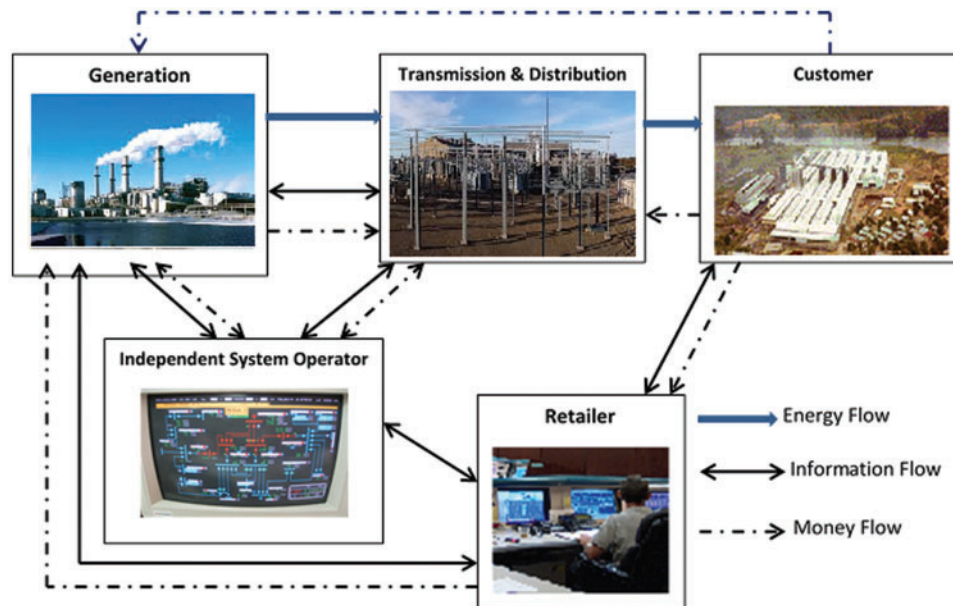 Generation
Transmission & Distribution
Customer
Independent System Operator
Retailer
Energy Flow
Information Flow
Money Flow